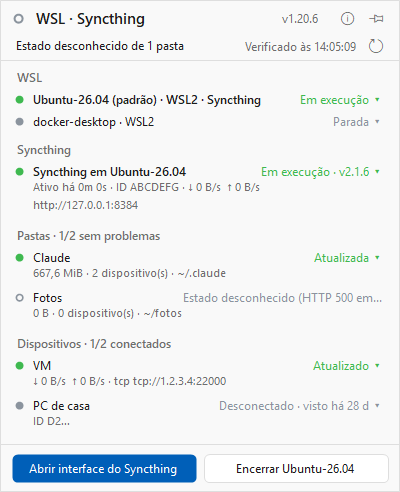 WSL · Syncthing
v1.20.6
Estado desconhecido de 1 pasta
Verificado às 14:05:09
WSL
Ubuntu-26.04 (padrão) · WSL2 · Syncthing
Em execução
docker-desktop · WSL2
Parada
Syncthing
Syncthing em Ubuntu-26.04
Em execução · v2.1.6
Ativo há 0m 0s · ID ABCDEFG · ↓ 0 B/s ↑ 0 B/s
http://127.0.0.1:8384
Pastas · 1/2 sem problemas
Claude
Atualizada
667,6 MiB · 2 dispositivo(s) · ~/.claude
Fotos
Estado desconhecido (HTTP 500 em...
0 B · 0 dispositivo(s) · ~/fotos
Dispositivos · 1/2 conectados
VM
Atualizado
↓ 0 B/s ↑ 0 B/s · tcp tcp://1.2.3.4:22000
PC de casa
Desconectado · visto há 28 d
ID D2...
Abrir interface do Syncthing
Encerrar Ubuntu-26.04